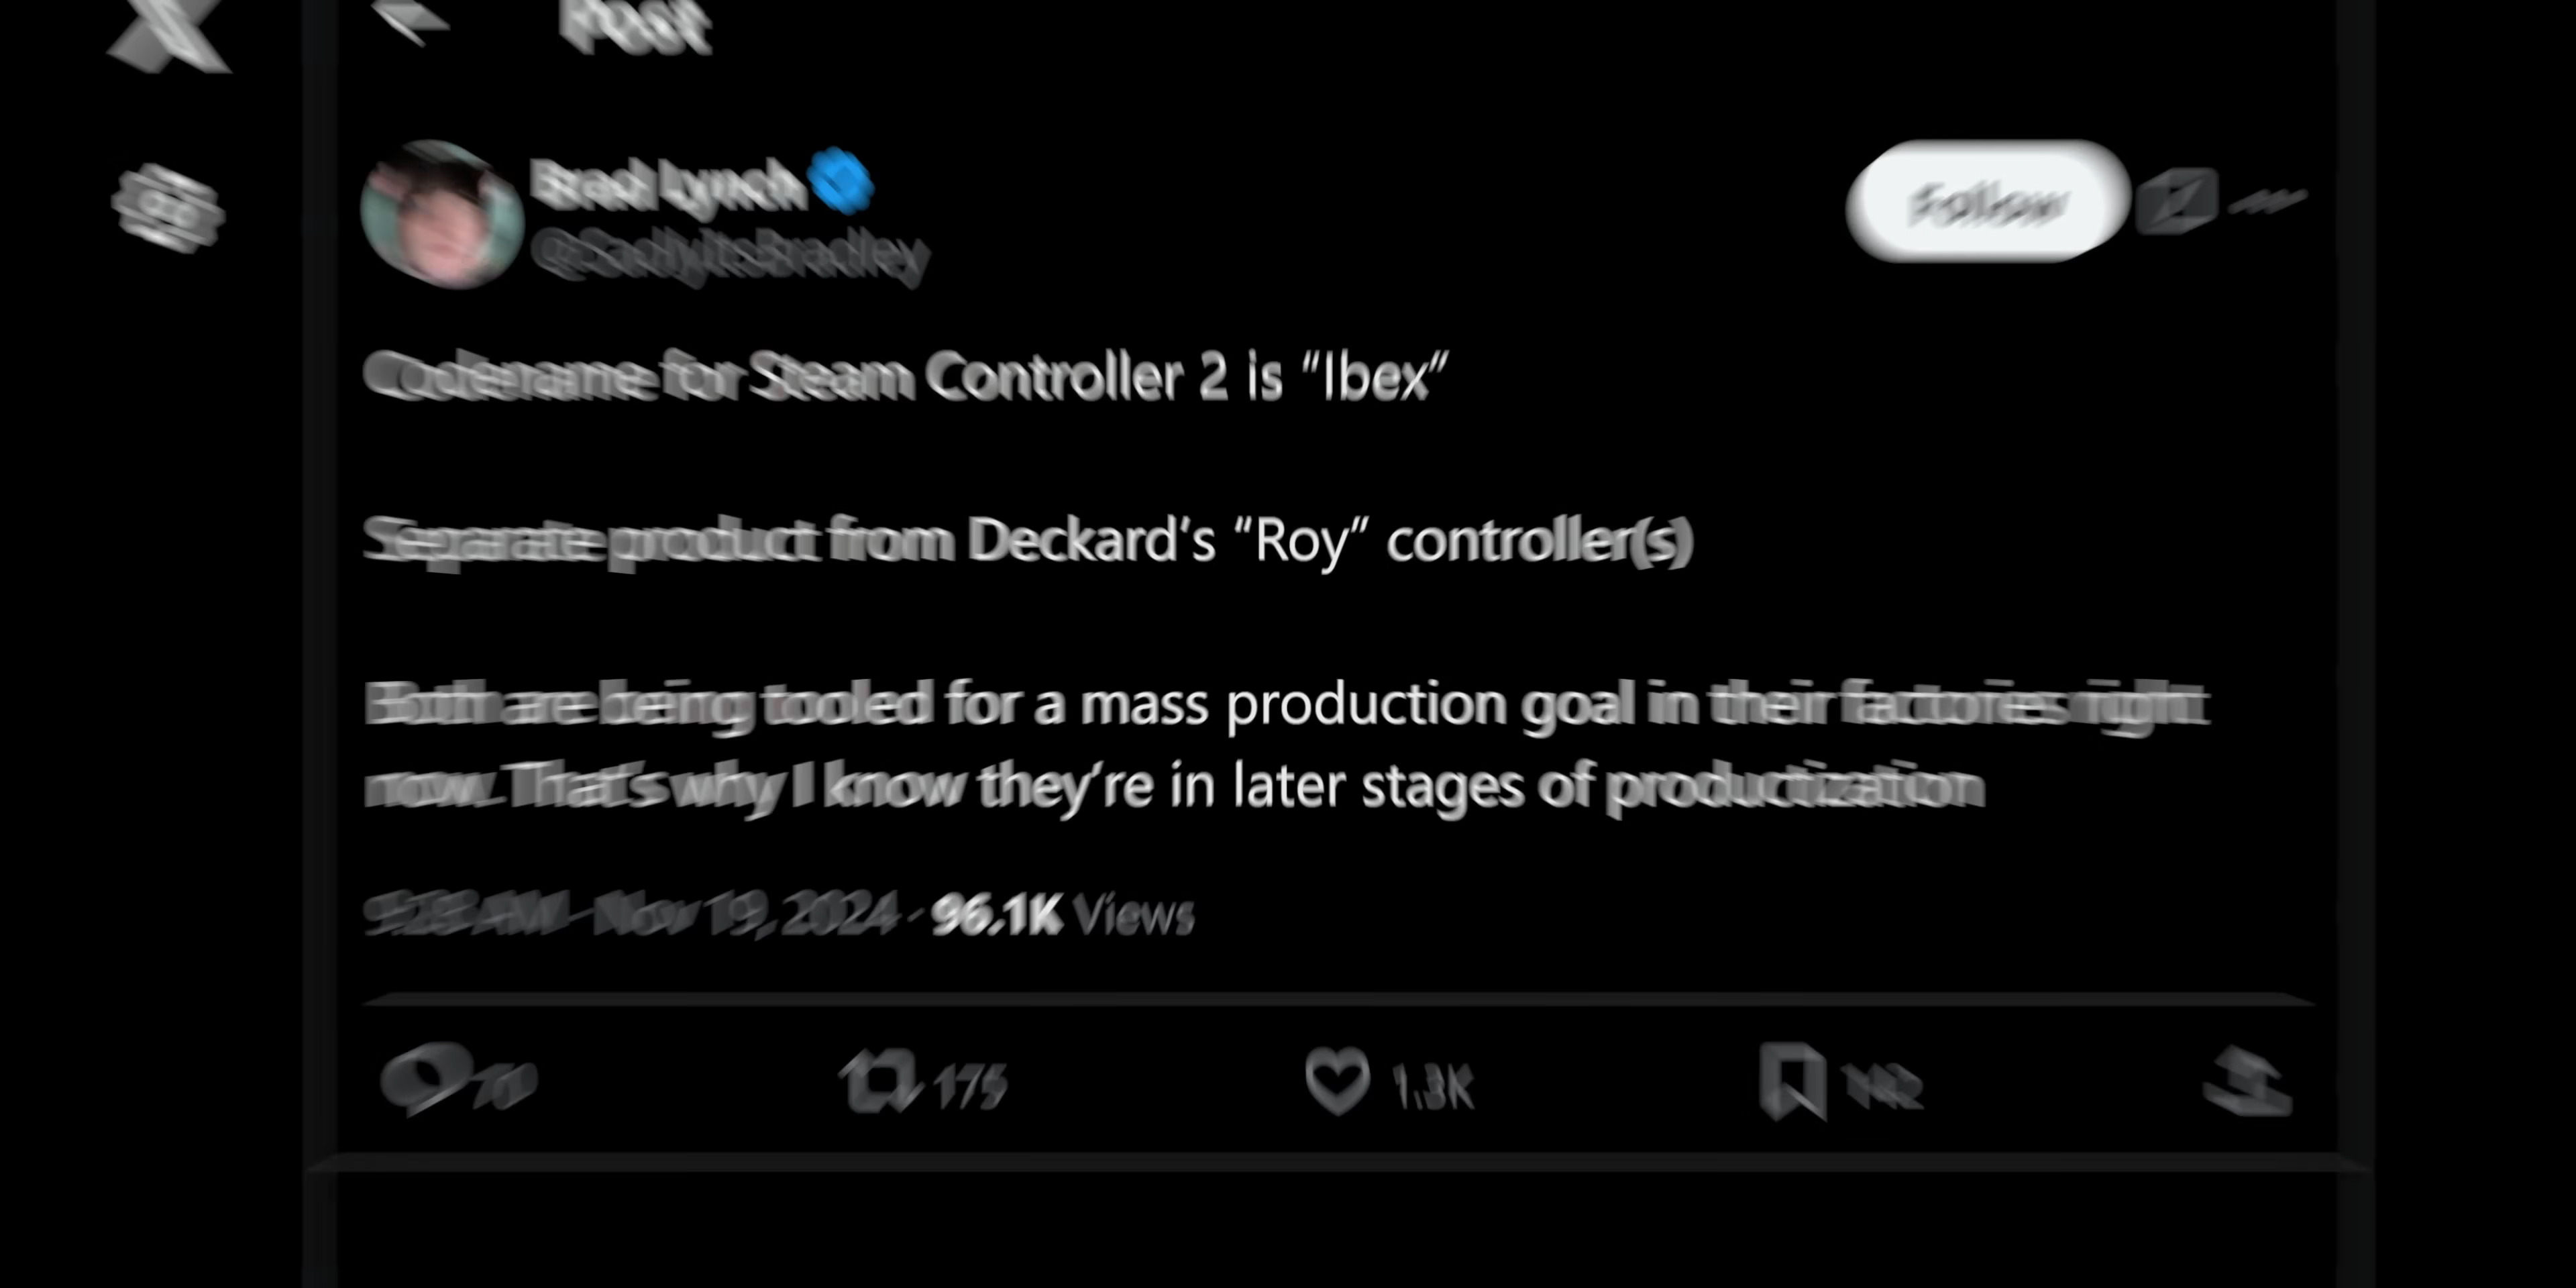 Post
Brad Lynch
@SadlyItsBradley
Follow
Codename for Steam Controller 2 is “Ibex”
Separate product from Deckard’s “Roy” controller(s)
Both are being tooled for a mass production goal in their factories right
now. That’s why I know they’re in later stages of productization
9:28 AM · Nov 19, 2024 · 96.1K Views
175 1.3K